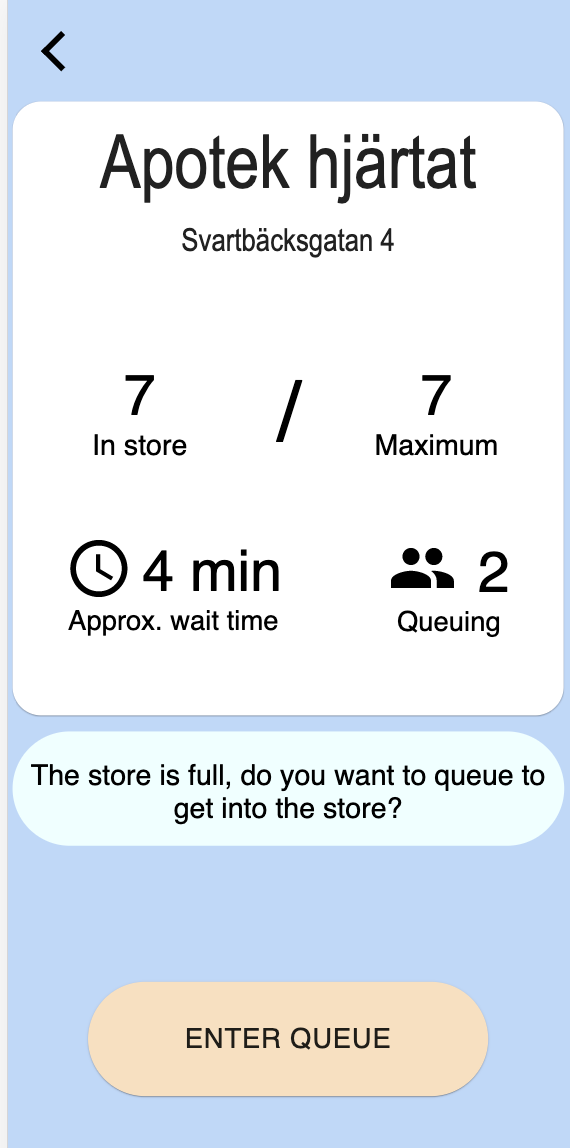 Apotek hjärtat
Svartbäcksgatan 4
7 / 7
In store Maximum
4 min 2
Approx. wait time Queuing
The store is full, do you want to queue to
get into the store?
ENTER QUEUE